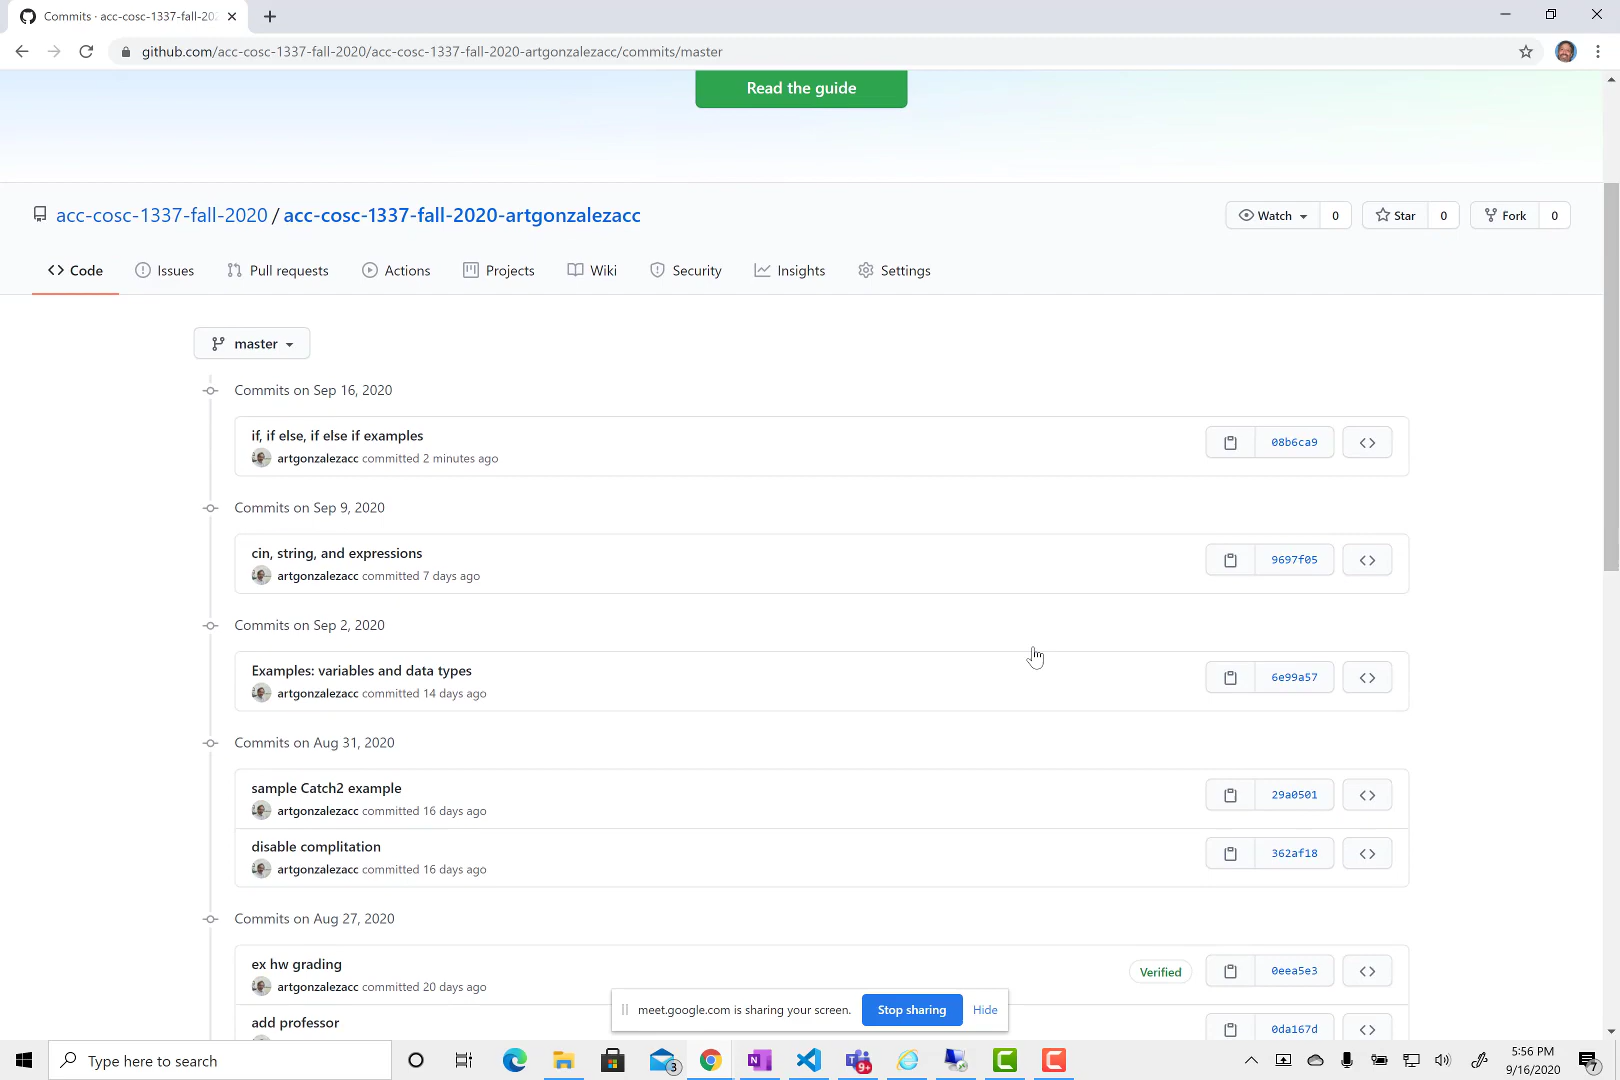 Commits · acc-cosc-1337-fall-20
github.com/acc-cosc-1337-fall-2020/acc-cosc-1337-fall-2020-artgonzalezacc/commits/master
Read the guide
acc-cosc-1337-fall-2020 / acc-cosc-1337-fall-2020-artgonzalezacc
Watch 0 Star 0 Fork 0
Code Issues Pull requests Actions Projects Wiki Security Insights Settings
master
Commits on Sep 16, 2020
if, if else, if else if examples
artgonzalezacc committed 2 minutes ago
08b6ca9
Commits on Sep 9, 2020
cin, string, and expressions
artgonzalezacc committed 7 days ago
9697f05
Commits on Sep 2, 2020
Examples: variables and data types
artgonzalezacc committed 14 days ago
6e99a57
Commits on Aug 31, 2020
sample Catch2 example
artgonzalezacc committed 16 days ago
29a0501
disable complitation
artgonzalezacc committed 16 days ago
362af18
Commits on Aug 27, 2020
ex hw grading
artgonzalezacc committed 20 days ago
Verified
0eea5e3
add professor
0da167d
meet.google.com is sharing your screen. Stop sharing Hide
Type here to search
3
N
9+
5:56 PM
9/16/2020
7